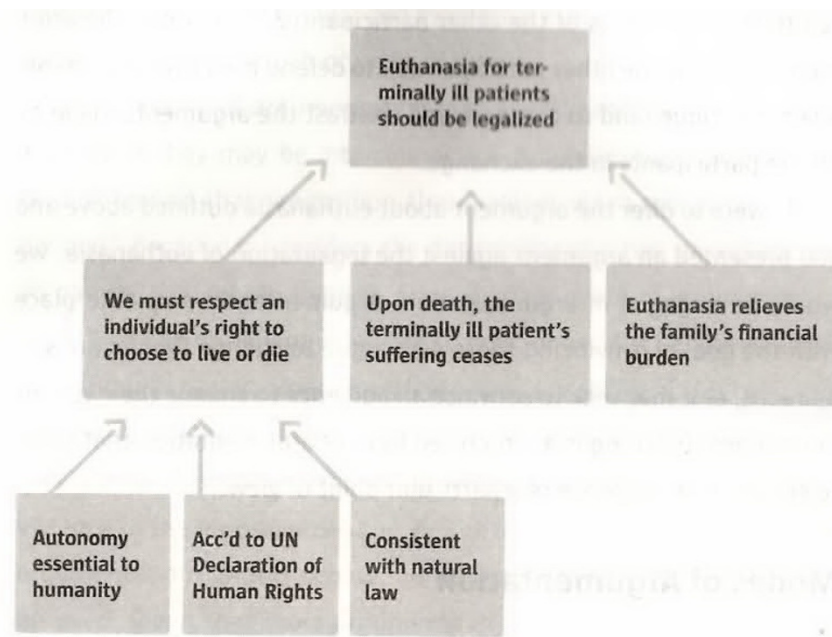 Euthanasia for ter-
minally ill patients
should be legalized
We must respect an
individual's right to
choose to live or die
Upon death, the
terminally ill patient's
suffering ceases
Euthanasia relieves
the family's financial
burden
Autonomy
essential to
humanity
Acc'd to UN
Declaration of
Human Rights
Consistent
with natural
law